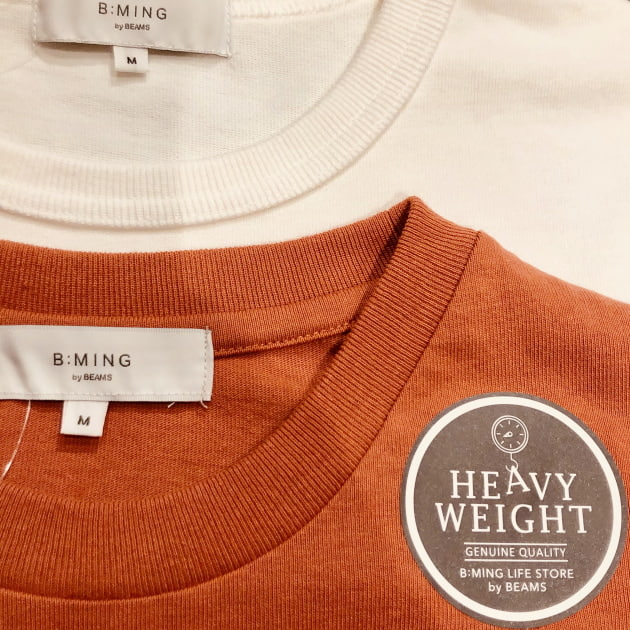 B:MING
by BEAMS
M
B:MING
by BEAMS
M
HEAVY
WEIGHT
GENUINE QUALITY
B:MING LIFE STORE
by BEAMS